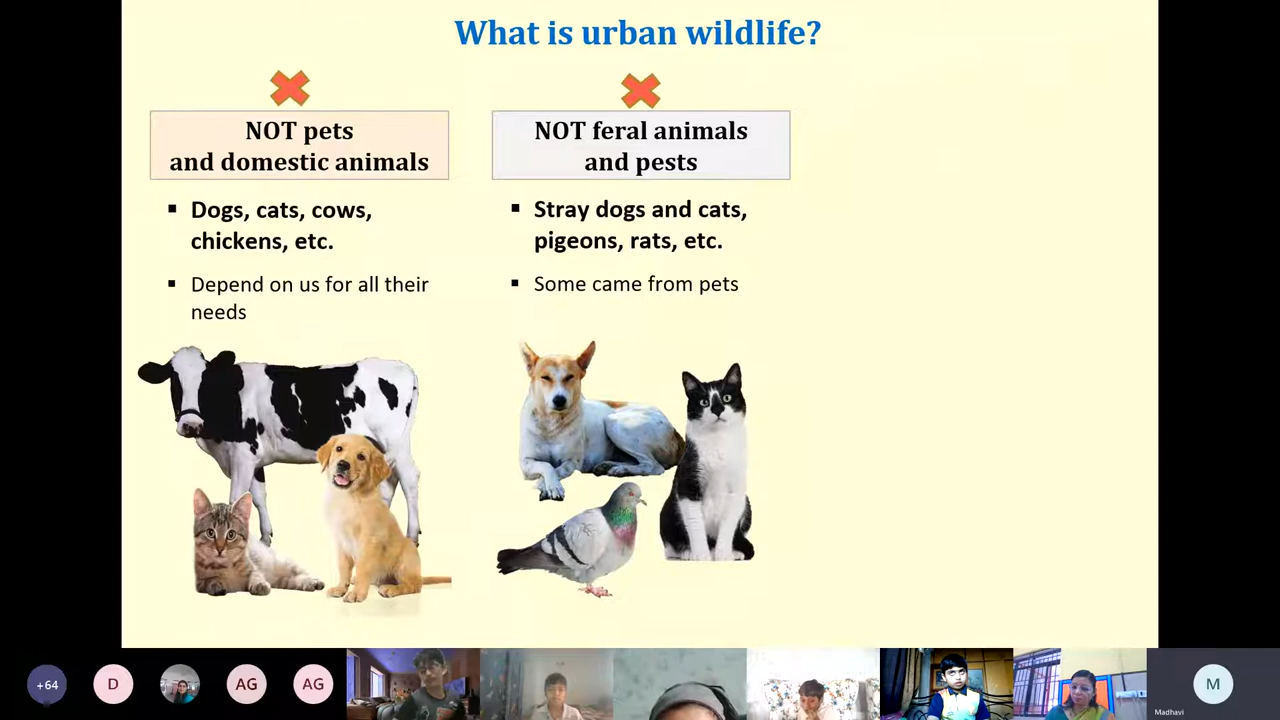 What is urban wildlife?
NOT pets
and domestic animals
Dogs, cats, cows,
chickens, etc.
Depend on us for all their
needs
NOT feral animals
and pests
Stray dogs and cats,
pigeons, rats, etc.
Some came from pets
+64
D
AG
AG
M
Madhavi